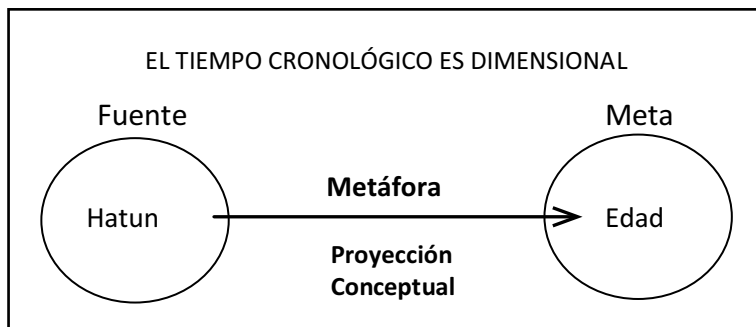 EL TIEMPO CRONOLÓGICO ES DIMENSIONAL
Fuente
Meta
Metáfora
Hatun
Edad
Proyección
Conceptual